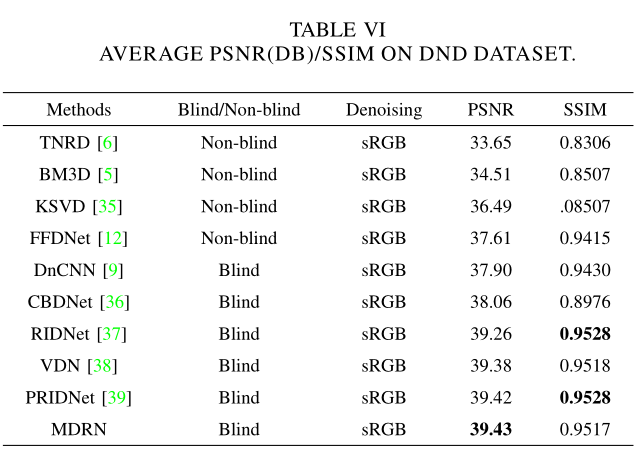 TABLE VI
AVERAGE PSNR(DB)/SSIM ON DND DATASET.
Methods Blind/Non-blind Denoising PSNR SSIM
TNRD [6] Non-blind sRGB 33.65 0.8306
BM3D [5] Non-blind sRGB 34.51 0.8507
KSVD [35] Non-blind sRGB 36.49 .08507
FFDNet [12] Non-blind sRGB 37.61 0.9415
DnCNN [9] Blind sRGB 37.90 0.9430
CBDNet [36] Blind sRGB 38.06 0.8976
RIDNet [37] Blind sRGB 39.26 0.9528
VDN [38] Blind sRGB 39.38 0.9518
PRIDNet [39] Blind sRGB 39.42 0.9528
MDRN Blind sRGB 39.43 0.9517